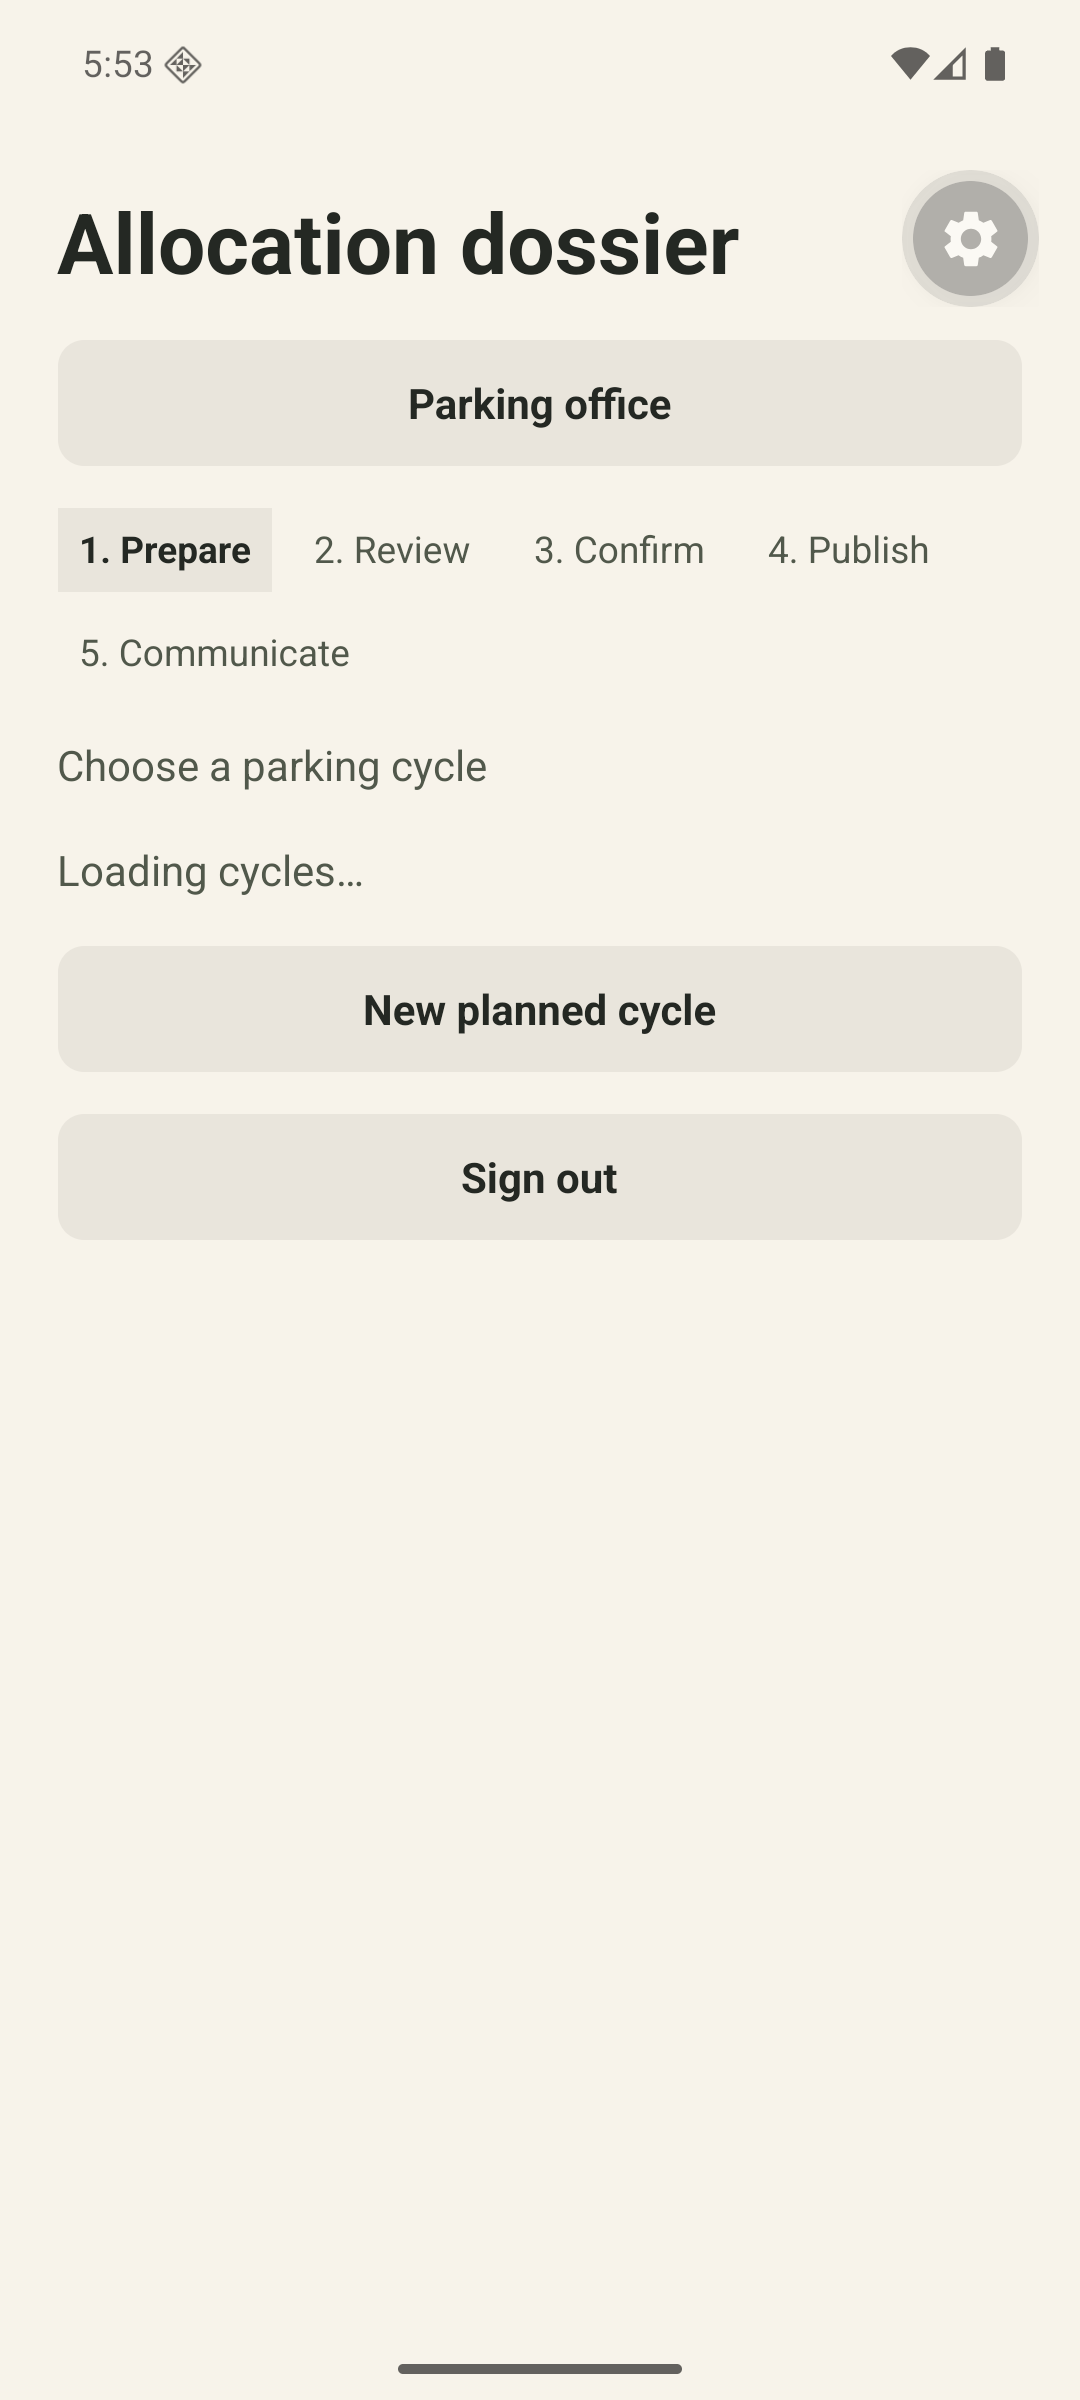 5:53
Allocation dossier
Parking office
1. Prepare 2. Review 3. Confirm 4. Publish
5. Communicate
Choose a parking cycle
Loading cycles…
New planned cycle
Sign out